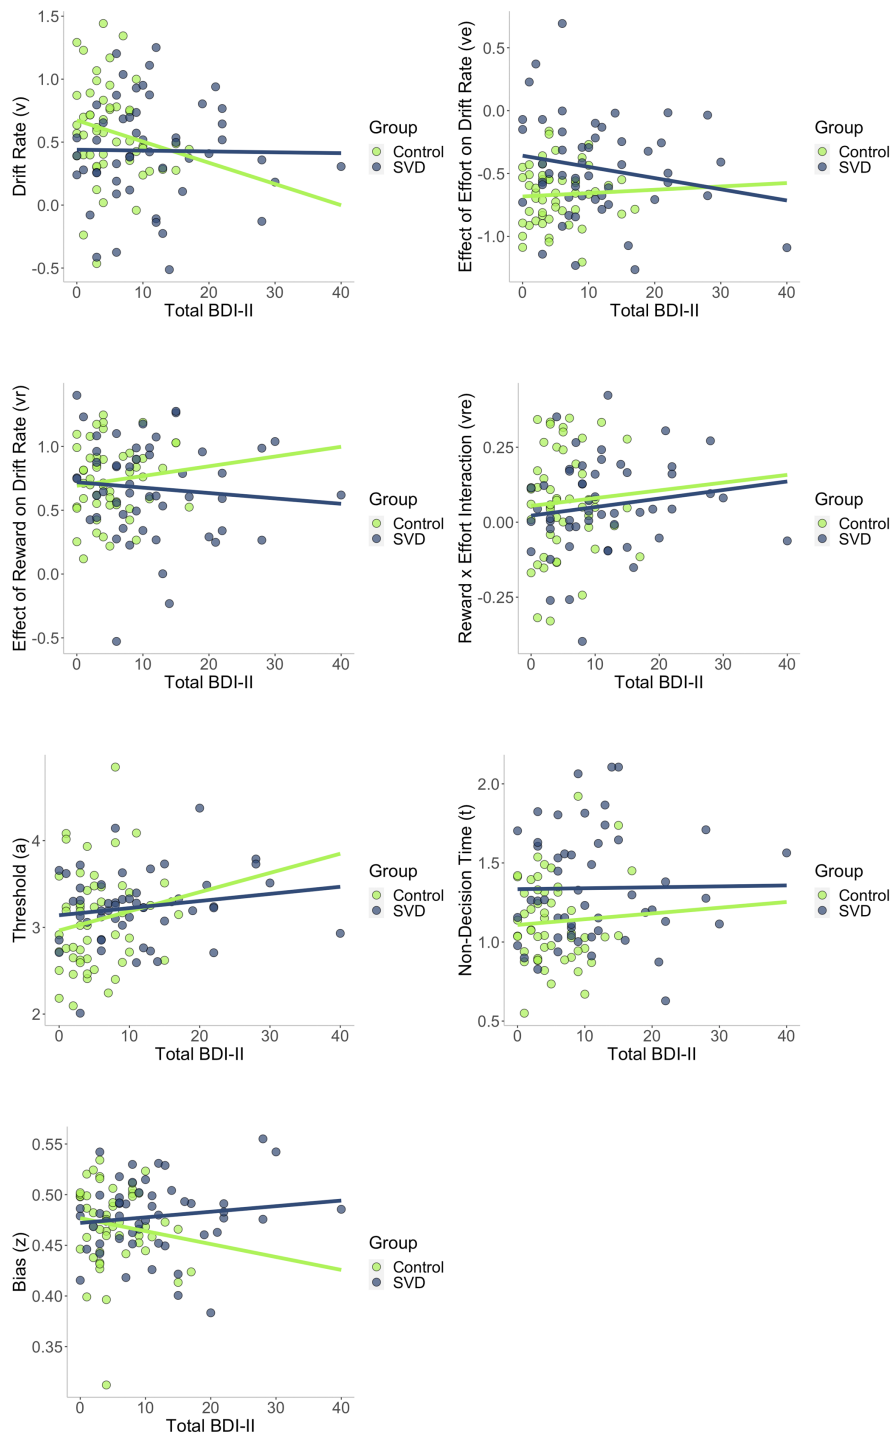 Drift Rate (v)
1.5
1.0
0.5
0.0
-0.5
0 10 20 30 40
Total BDI-II
Group
Control
SVD
Effect of Effort on Drift Rate (ve)
0.5
0.0
-0.5
-1.0
0 10 20 30 40
Total BDI-II
Group
Control
SVD
Effect of Reward on Drift Rate (vr)
1.0
0.5
0.0
-0.5
0 10 20 30 40
Total BDI-II
Group
Control
SVD
Reward x Effort Interaction (vre)
0.25
0.00
-0.25
0 10 20 30 40
Total BDI-II
Group
Control
SVD
Threshold (a)
4
3
2
0 10 20 30 40
Total BDI-II
Group
Control
SVD
Non-Decision Time (t)
2.0
1.5
1.0
0.5
0 10 20 30 40
Total BDI-II
Group
Control
SVD
Bias (z)
0.55
0.50
0.45
0.40
0.35
0 10 20 30 40
Total BDI-II
Group
Control
SVD